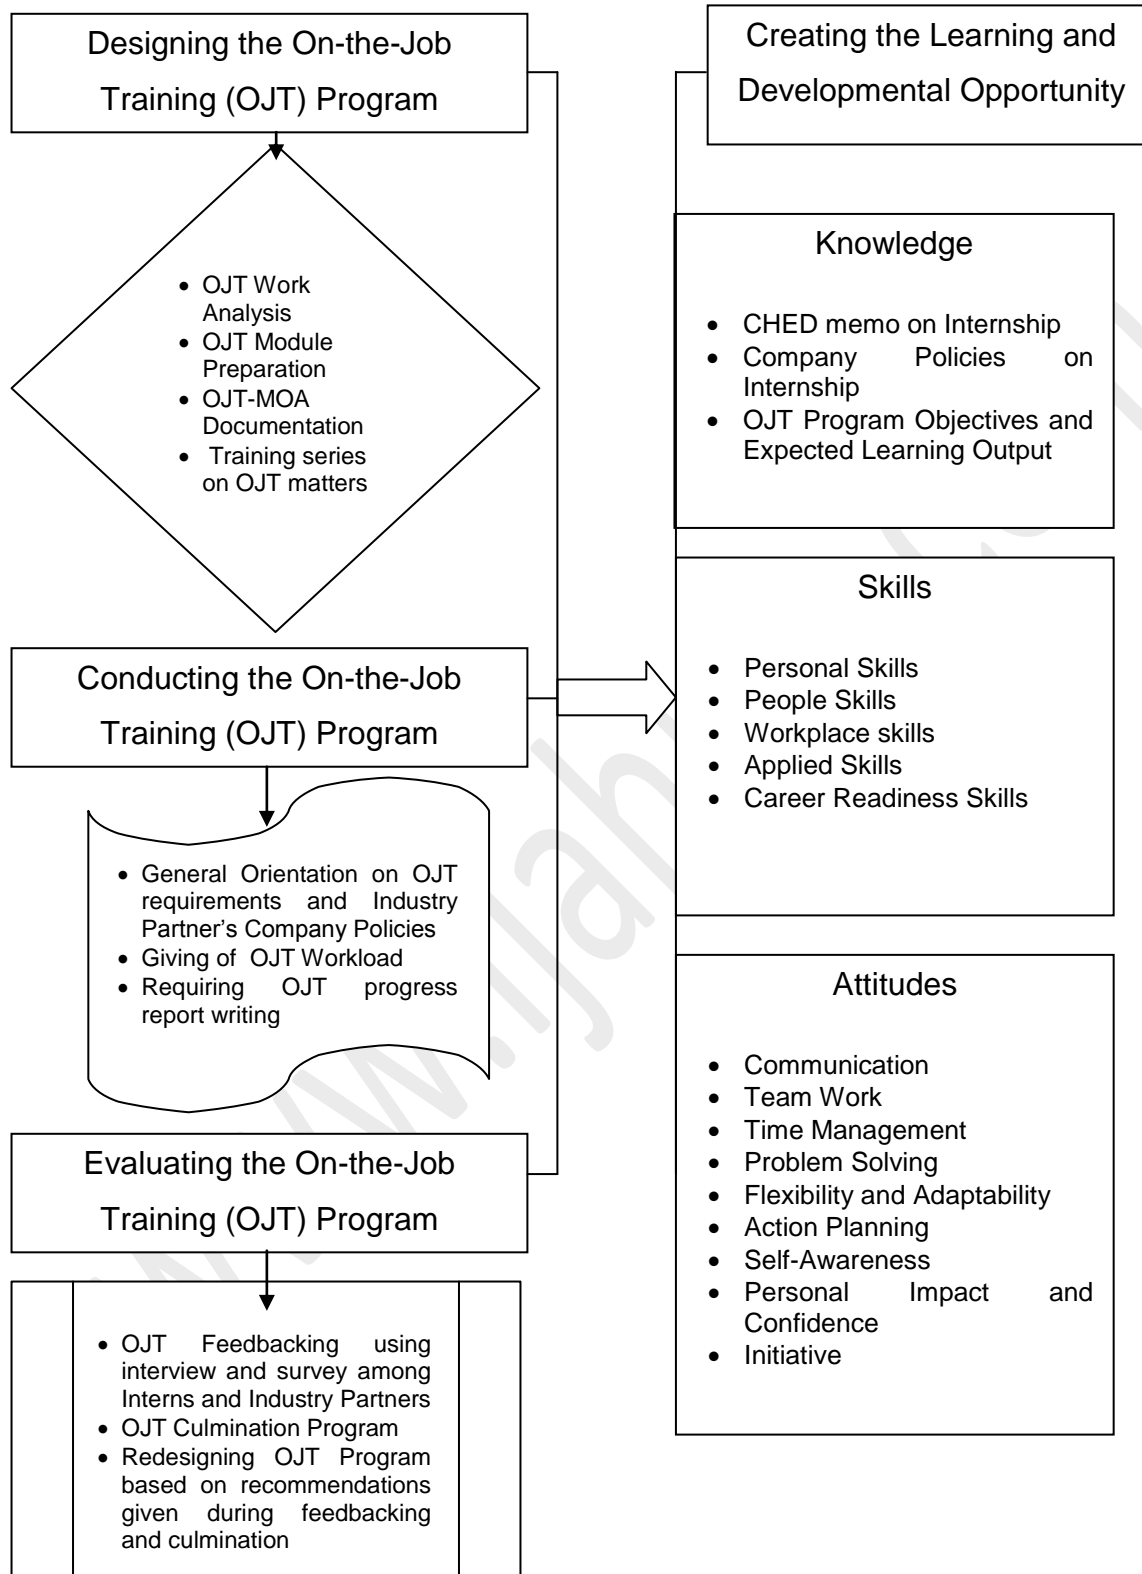 Designing the On-the-Job
Training (OJT) Program
• OJT Work
Analysis
• OJT Module
Preparation
• OJT-MOA
Documentation
• Training series
on OJT matters
Conducting the On-the-Job
Training (OJT) Program
• General Orientation on OJT
requirements and Industry
Partner's Company Policies
• Giving of OJT Workload
• Requiring OJT progress
report writing
Evaluating the On-the-Job
Training (OJT) Program
• OJT Feedbacking using
interview and survey among
Interns and Industry Partners
• OJT Culmination Program
• Redesigning OJT Program
based on recommendations
given during feedbacking
and culmination
Creating the Learning and
Developmental Opportunity
Knowledge
• CHED memo on Internship
• Company Policies on
Internship
• OJT Program Objectives and
Expected Learning Output
Skills
• Personal Skills
• People Skills
• Workplace skills
• Applied Skills
• Career Readiness Skills
Attitudes
• Communication
• Team Work
• Time Management
• Problem Solving
• Flexibility and Adaptability
• Action Planning
• Self-Awareness
• Personal Impact and
Confidence
• Initiative